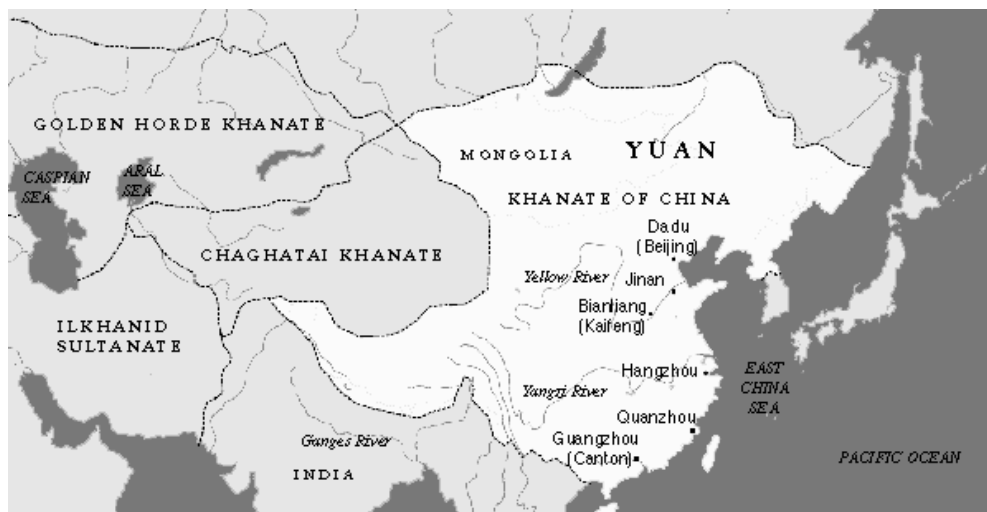 GOLDEN HORDE KHANATE
CASPIAN
SEA
ARAL
SEA
MONGOLIA
YUAN
KHANATE OF CHINA
CHAGHATAI KHANATE
Dadu
(Beijing)
Yellow River
Jinan
Bianliang
(Kaifeng)
ILKHANID
SULTANATE
Hangzhou
EAST
CHINA
SEA
Yangzi River
Quanzhou
Guangzhou
(Canton)
Ganges River
INDIA
PACIFIC OCEAN